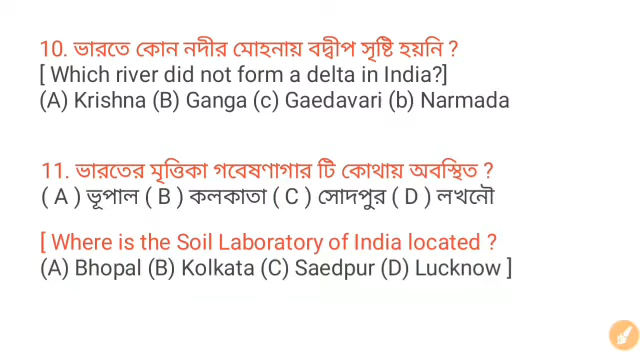 10. ভারতে কোন নদীর মোহনায় বদ্বীপ সৃষ্টি হয়নি ?
[ Which river did not form a delta in India?]
(A) Krishna (B) Ganga (c) Gaedavari (b) Narmada
11. ভারতের মৃত্তিকা গবেষণাগার টি কোথায় অবস্থিত ?
( A ) ভূপাল ( B ) কলকাতা ( C ) সোদপুর ( D ) লখনৌ
[ Where is the Soil Laboratory of India located ?
(A) Bhopal (B) Kolkata (C) Saedpur (D) Lucknow ]